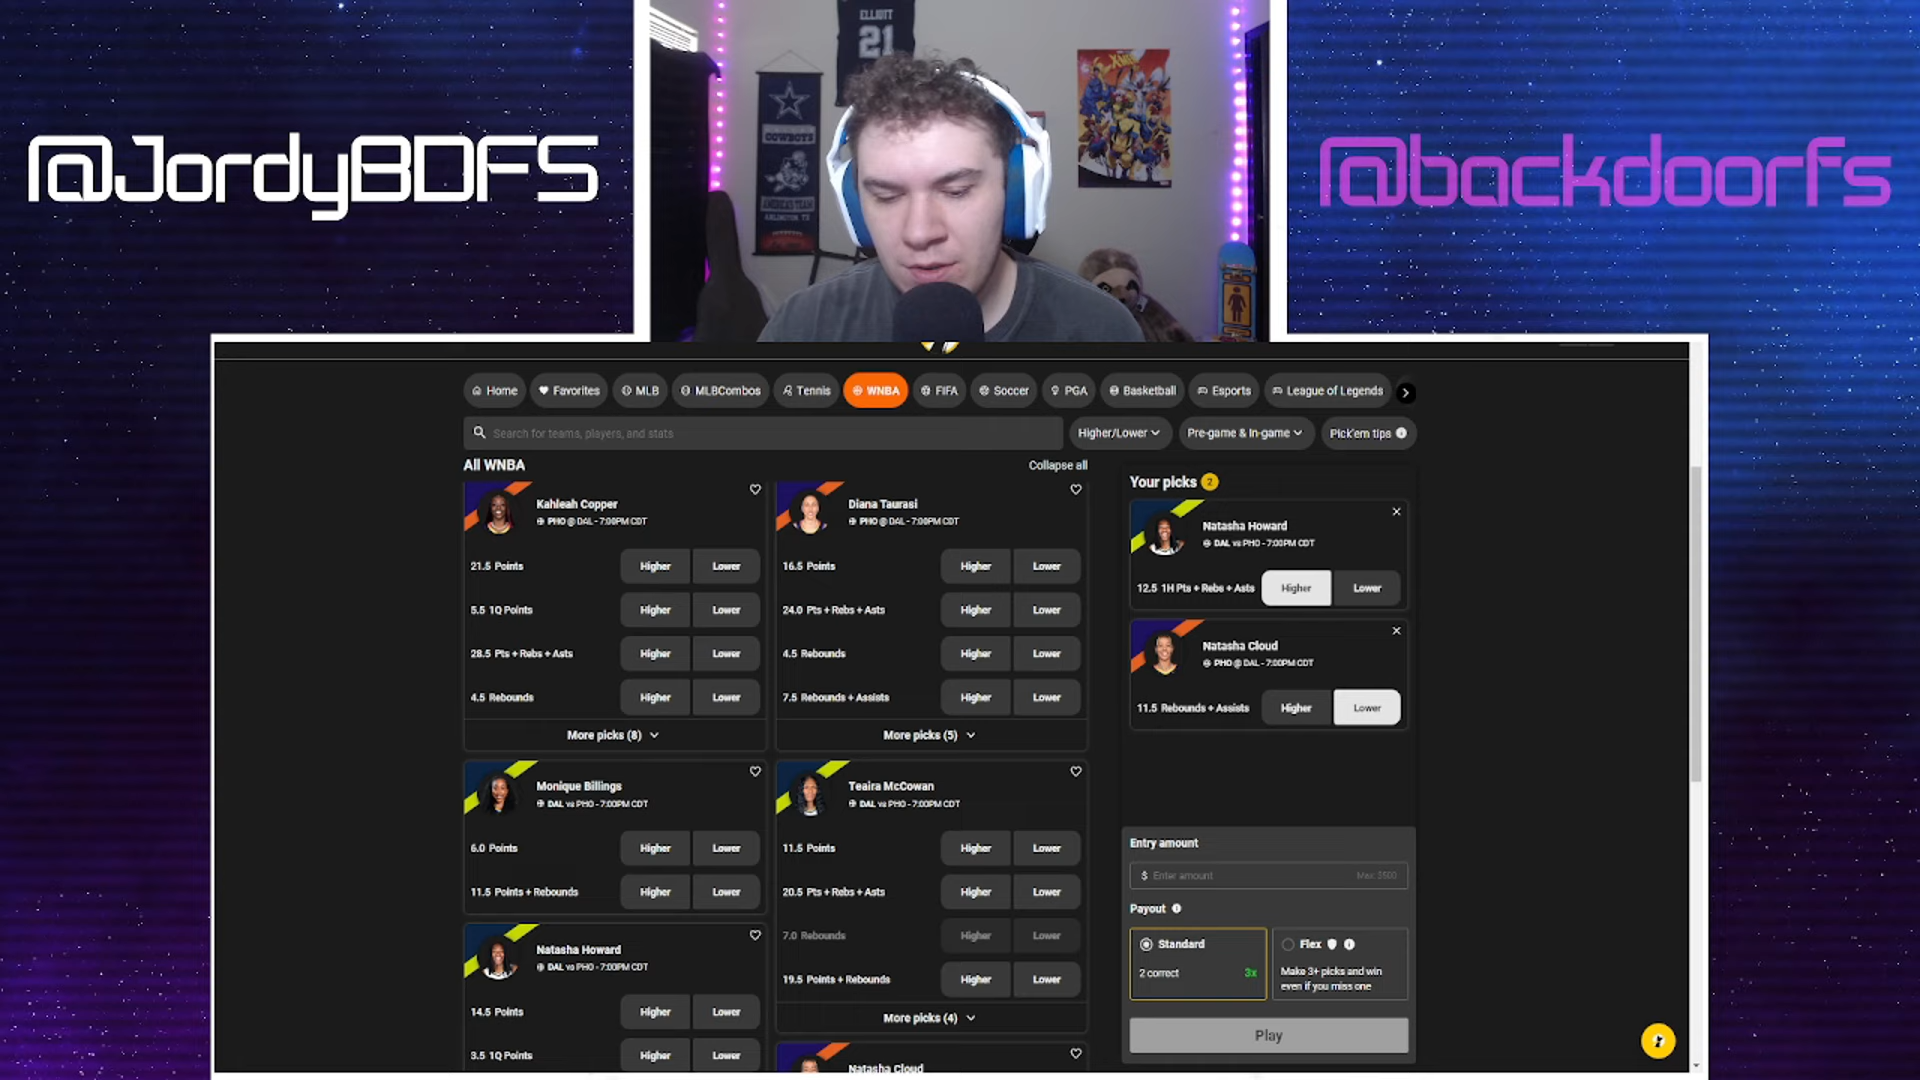 @JordyBDFS
@backdoorfs
ELLIOTT
21
COWBOYS
AMERICA'S TEAM
ARLINGTON TX
X-MEN
Home
Favorites
MLB
MLBCombos
Tennis
WNBA
FIFA
Soccer
PGA
Basketball
Esports
League of Legends
Search for teams, players, and stats
Higher/Lower
Pre-game & In-game
Pick'em tips
All WNBA
Collapse all
Kahleah Copper
PHO @ DAL - 7:00PM CDT
21.5 Points Higher Lower
5.5 1Q Points Higher Lower
28.5 Pts + Rebs + Asts Higher Lower
4.5 Rebounds Higher Lower
More picks (8)
Diana Taurasi
PHO @ DAL - 7:00PM CDT
16.5 Points Higher Lower
24.0 Pts + Rebs + Asts Higher Lower
4.5 Rebounds Higher Lower
7.5 Rebounds + Assists Higher Lower
More picks (5)
Monique Billings
DAL vs PHO - 7:00PM CDT
6.0 Points Higher Lower
11.5 Points + Rebounds Higher Lower
Teaira McCowan
DAL vs PHO - 7:00PM CDT
11.5 Points Higher Lower
20.5 Pts + Rebs + Asts Higher Lower
7.0 Rebounds Higher Lower
19.5 Points + Rebounds Higher Lower
More picks (4)
Natasha Howard
DAL vs PHO - 7:00PM CDT
14.5 Points Higher Lower
3.5 1Q Points Higher Lower
Natasha Cloud
Your picks 2
Natasha Howard
DAL vs PHO - 7:00PM CDT
12.5 1H Pts + Rebs + Asts Higher Lower
Natasha Cloud
PHO @ DAL - 7:00PM CDT
11.5 Rebounds + Assists Higher Lower
Entry amount
$ Enter amount Max: $500
Payout
Standard
2 correct 3x
Flex
Make 3+ picks and win
even if you miss one
Play